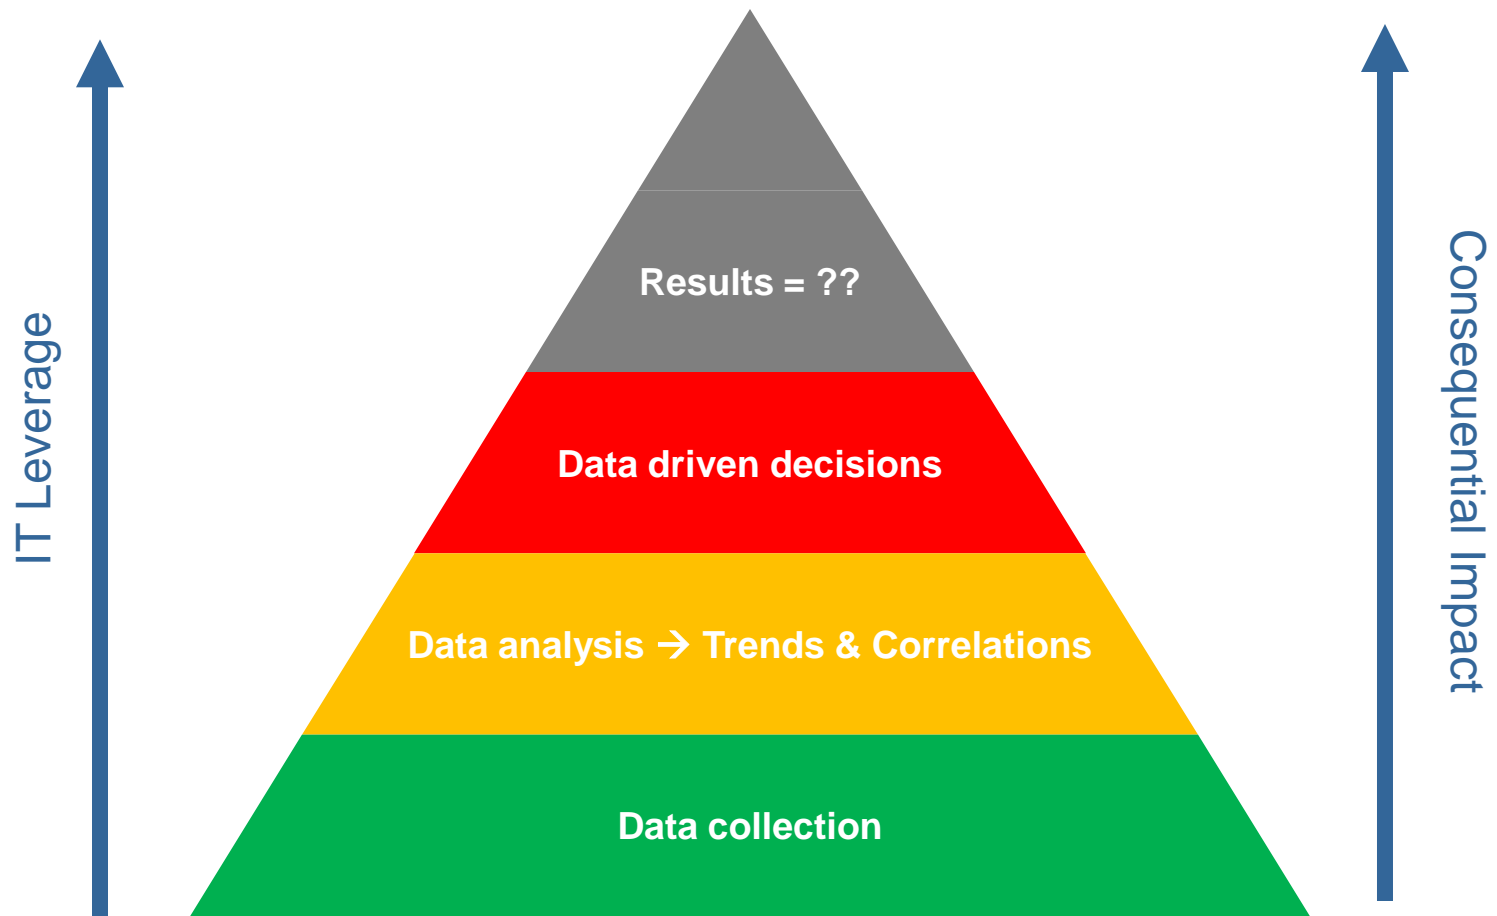 IT Leverage
Results = ??
Data driven decisions
Data analysis → Trends & Correlations
Data collection
Consequential Impact